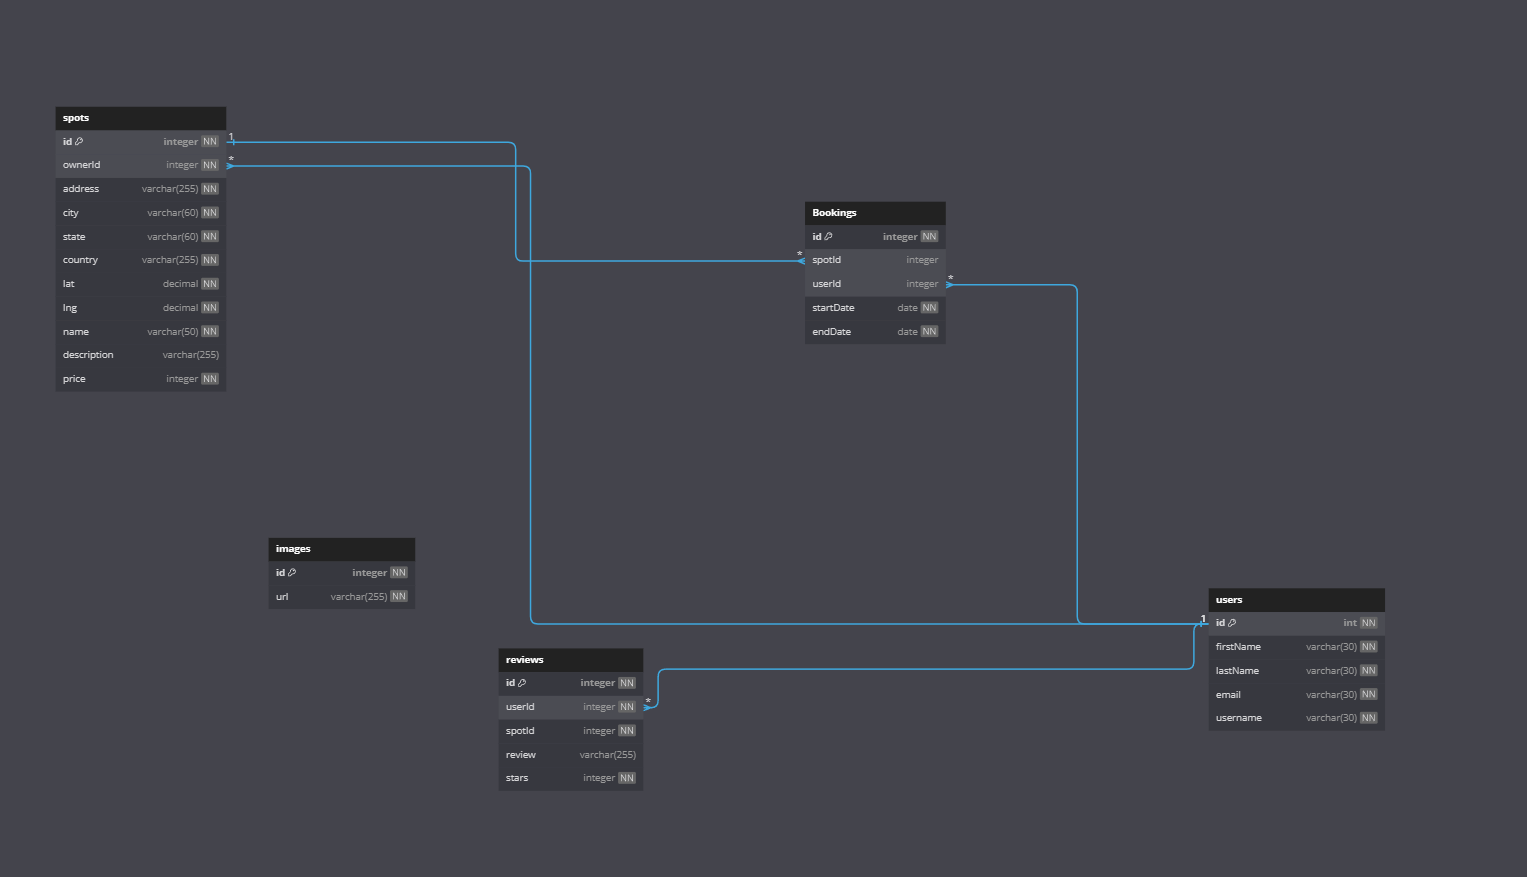 spots
id integer NN
ownerId integer NN
address varchar(255) NN
city varchar(60) NN
state varchar(60) NN
country varchar(255) NN
lat decimal NN
lng decimal NN
name varchar(50) NN
description varchar(255)
price integer NN
1
*
Bookings
id integer NN
spotId integer
userId integer
startDate date NN
endDate date NN
*
*
images
id integer NN
url varchar(255) NN
reviews
id integer NN
userId integer NN
spotId integer NN
review varchar(255)
stars integer NN
*
1
users
id int NN
firstName varchar(30) NN
lastName varchar(30) NN
email varchar(30) NN
username varchar(30) NN